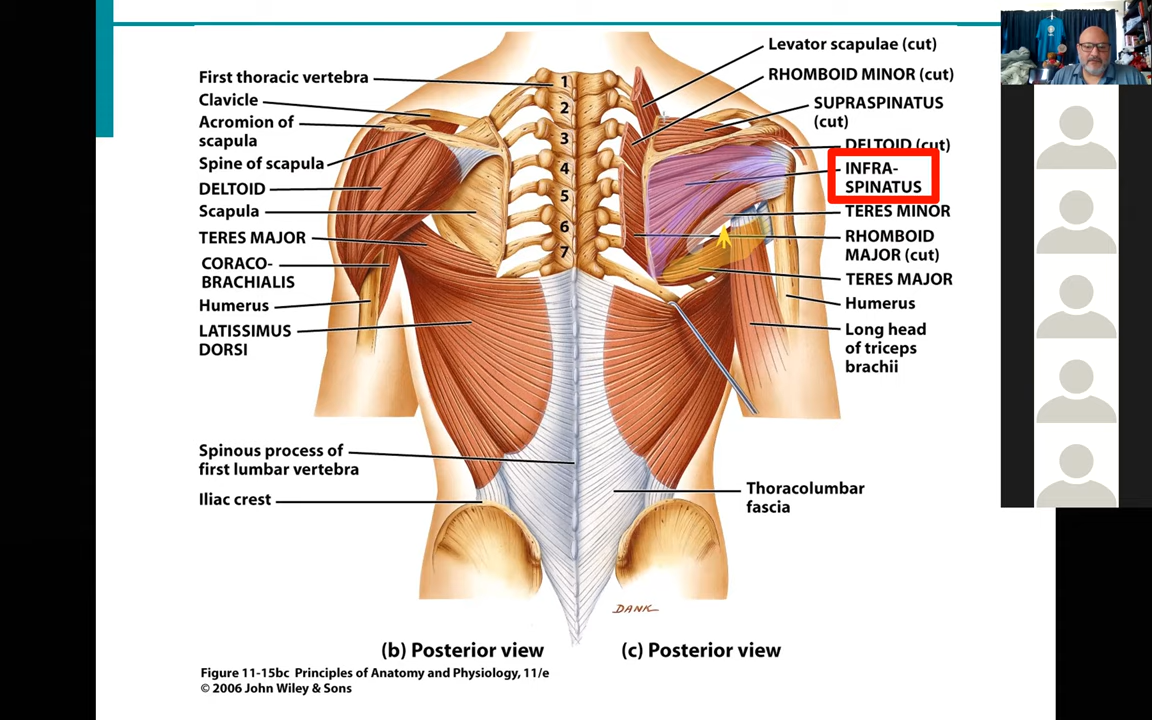 Levator scapulae (cut)
First thoracic vertebra
RHOMBOID MINOR (cut)
Clavicle
SUPRASPINATUS
(cut)
Acromion of
scapula
DELTOID (cut)
Spine of scapula
INFRA-
SPINATUS
DELTOID
Scapula
TERES MINOR
TERES MAJOR
RHOMBOID
MAJOR (cut)
CORACO-
BRACHIALIS
TERES MAJOR
Humerus
Humerus
LATISSIMUS
DORSI
Long head
of triceps
brachii
1
2
3
4
5
6
7
Spinous process of
first lumbar vertebra
Iliac crest
Thoracolumbar
fascia
DANK
(b) Posterior view
(c) Posterior view
Figure 11-15bc Principles of Anatomy and Physiology, 11/e
© 2006 John Wiley & Sons